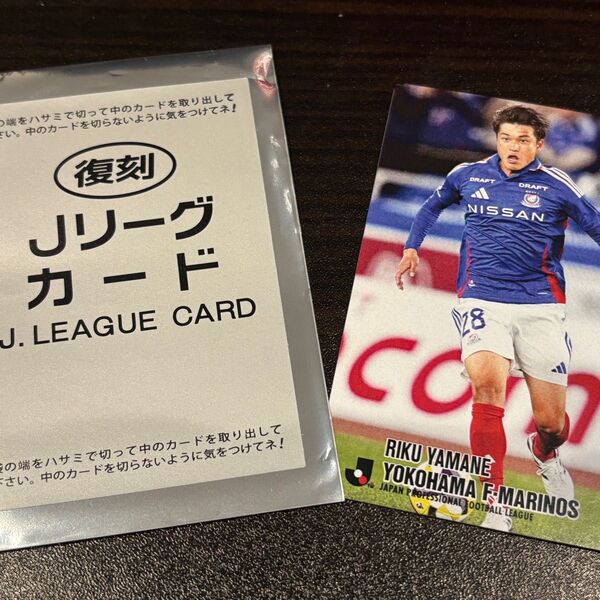 の端をハサミで切って中のカードを取り出して
さい。中のカードを切らないように気をつけてネ!
復刻
Jリーグ
カード
J. LEAGUE CARD
袋の端をハサミで切って中のカードを取り出して
ださい。中のカードを切らないように気をつけてネ!
DRAFT
DRAFT
NISSAN
28
RIKU YAMANE
YOKOHAMA F·MARINOS
JAPAN PROFESSIONAL FOOTBALL LEAGUE